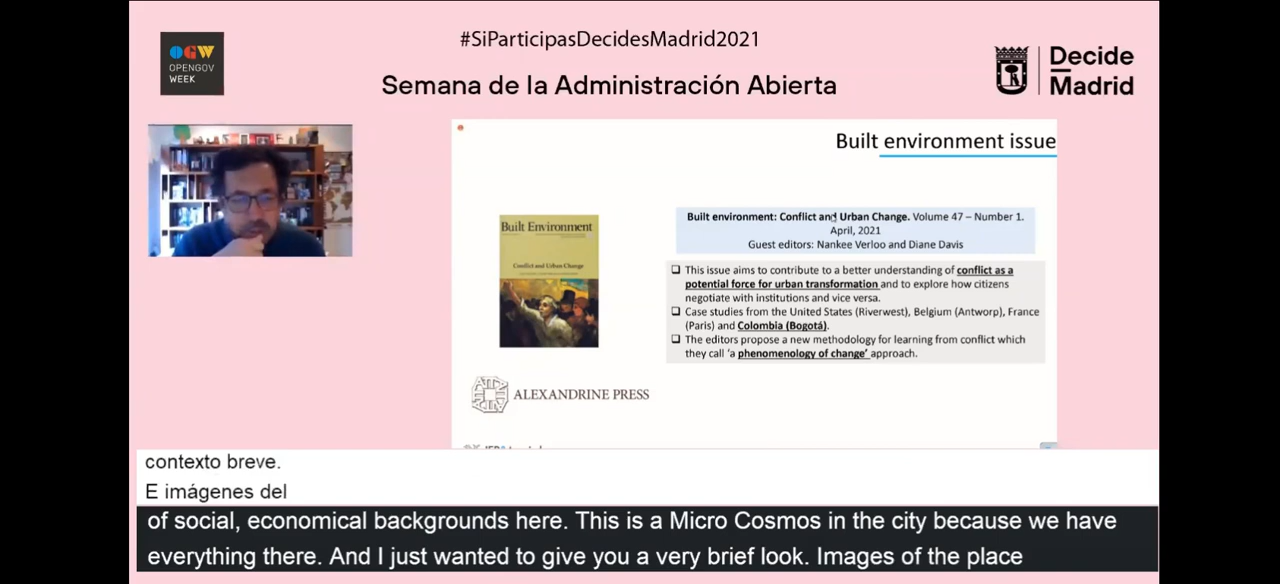 #SiParticipasDecidesMadrid2021
OGW
OPENGOV
WEEK
Semana de la Administración Abierta
Decide
Madrid
Built environment issue
Built Environment
Conflict and Urban Change
Built environment: Conflict and Urban Change. Volume 47 – Number 1.
April, 2021
Guest editors: Nankee Verloo and Diane Davis
❑ This issue aims to contribute to a better understanding of conflict as a
potential force for urban transformation and to explore how citizens
negotiate with institutions and vice versa.
❑ Case studies from the United States (Riverwest), Belgium (Antworp), France
(Paris) and Colombia (Bogotá).
❑ The editors propose a new methodology for learning from conflict which
they call ‘a phenomenology of change’ approach.
ALEXANDRINE PRESS
contexto breve.
E imágenes del
of social, economical backgrounds here. This is a Micro Cosmos in the city because we have
everything there. And I just wanted to give you a very brief look. Images of the place